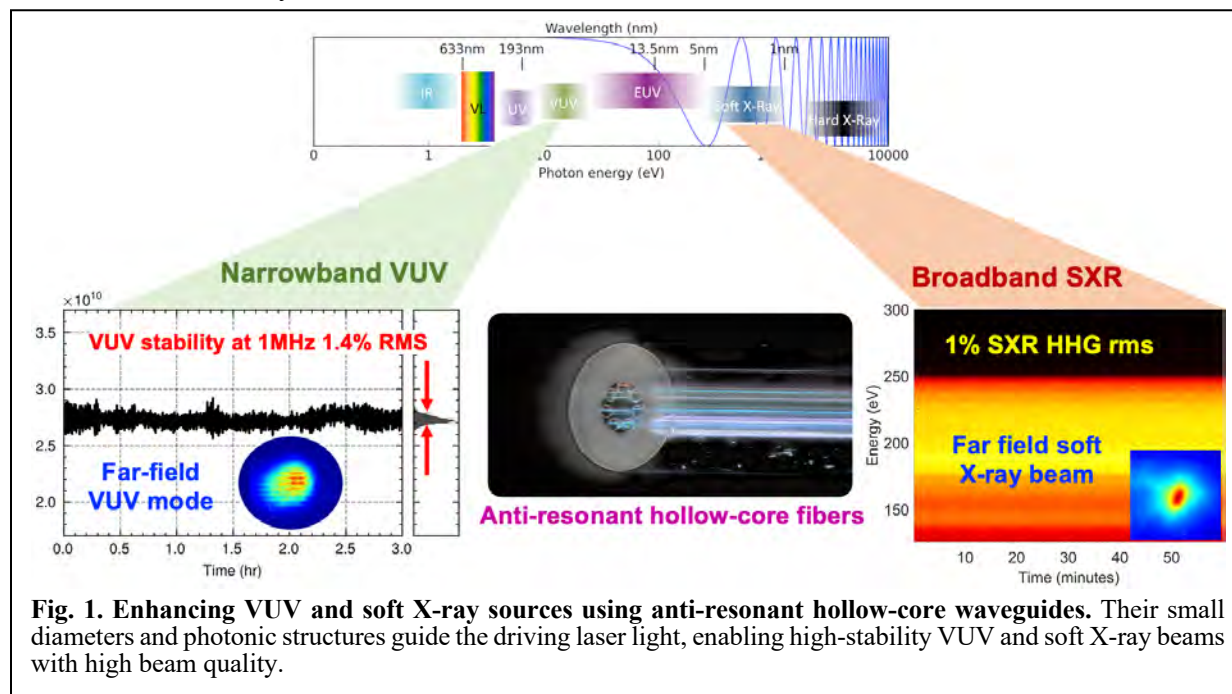 Wavelength (nm)
633nm 193nm 13.5nm 5nm 1nm
IR VL UV VUV EUV Soft X-Ray Hard X-Ray
0 1 10 100 10000
Photon energy (eV)
Narrowband VUV
Broadband SXR
×10¹⁰
3.5
3.0
2.5
2.0
VUV stability at 1MHz 1.4% RMS
Far-field
VUV mode
0.0 0.5 1.0 1.5 2.0 2.5 3.0
Time (hr)
Anti-resonant hollow-core fibers
300
250
200
150
Energy (eV)
1% SXR HHG rms
Far field soft
X-ray beam
10 20 30 40 50
Time (minutes)
Fig. 1. Enhancing VUV and soft X-ray sources using anti-resonant hollow-core waveguides. Their small
diameters and photonic structures guide the driving laser light, enabling high-stability VUV and soft X-ray beams
with high beam quality.